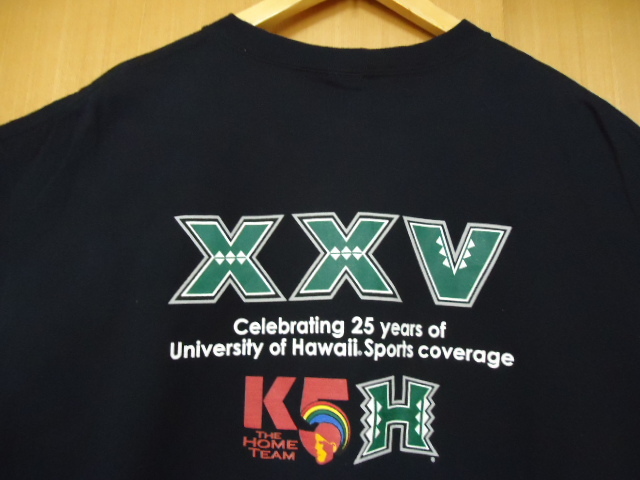 XXV
Celebrating 25 years of
University of Hawaii® Sports coverage
K5 H®
THE
HOME
TEAM